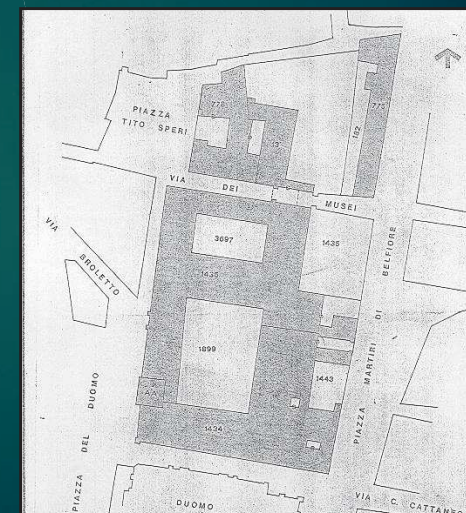 778
775
PIAZZA
TITO SPERI
13
182
VIA DEI MUSEI
3697
1435
1435
VIA BROLETTO
PIAZZA MARTIRI DI BELFIORE
1899
1443
1434
PIAZZA DEL DUOMO
DUOMO
VIA C. CATTANEO